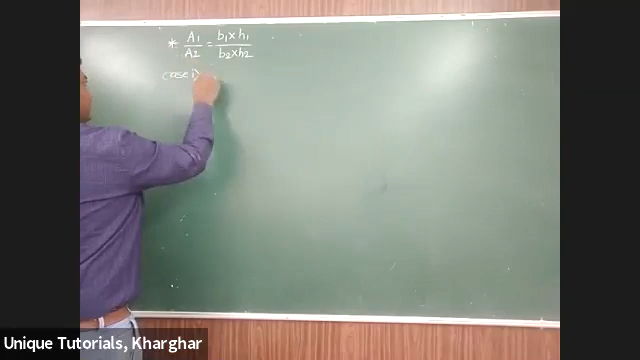 * A1/A2 = b1×h1/b2×h2
case i)
Unique Tutorials, Kharghar